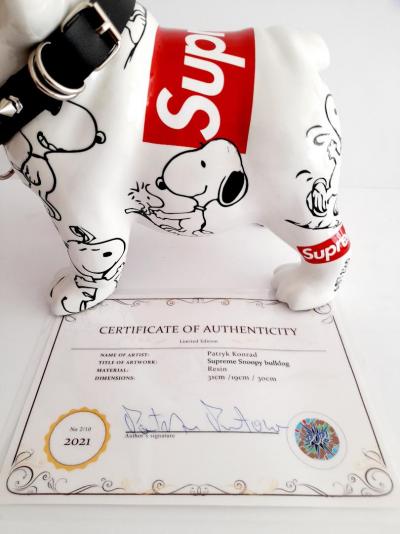 Sup
Supre
CERTIFICATE OF AUTHENTICITY
Limited Edition
NAME OF ARTIST: Patryk Konrad
TITLE OF ARTWORK: Supreme Snoopy bulldog
MATERIAL: Resin
DIMENSIONS: 31cm /19cm / 30cm
No 2/10
2021
Author's signature